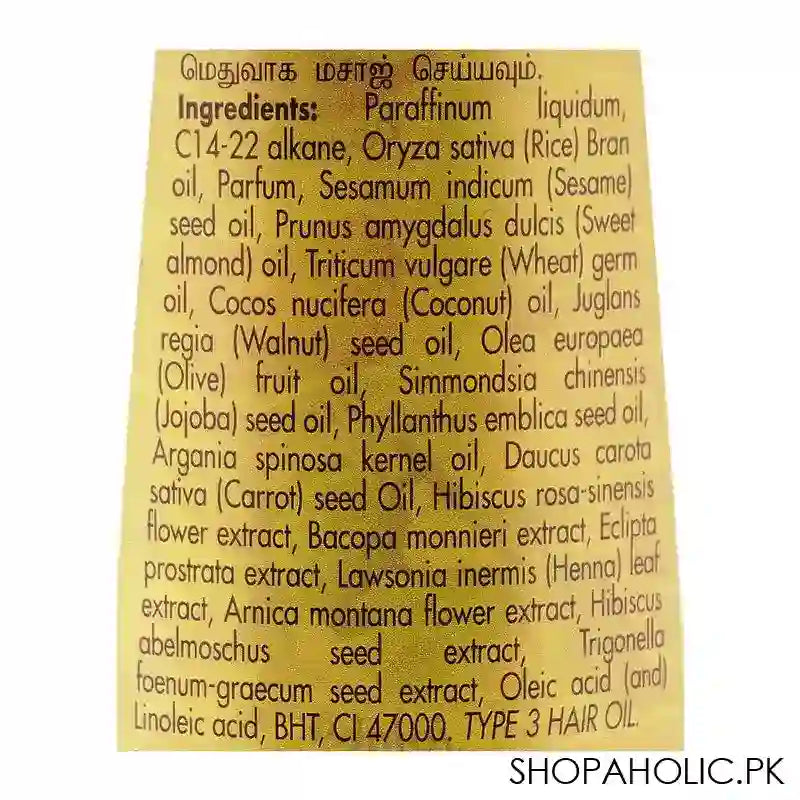 மெதுவாக மசாஜ் செய்யவும்.
Ingredients: Paraffinum liquidum,
C14-22 alkane, Oryza sativa (Rice) Bran
oil, Parfum, Sesamum indicum (Sesame)
seed oil, Prunus amygdalus dulcis (Sweet
almond) oil, Triticum vulgare (Wheat) germ
oil, Cocos nucifera (Coconut) oil, Juglans
regia (Walnut) seed oil, Olea europaea
(Olive) fruit oil, Simmondsia chinensis
(Jojoba) seed oil, Phyllanthus emblica seed oil,
Argania spinosa kernel oil, Daucus carota
sativa (Carrot) seed Oil, Hibiscus rosa-sinensis
flower extract, Bacopa monnieri extract, Eclipta
prostrata extract, Lawsonia inermis (Henna) leaf
extract, Arnica montana flower extract, Hibiscus
abelmoschus seed extract, Trigonella
foenum-graecum seed extract, Oleic acid (and)
Linoleic acid, BHT, CI 47000. TYPE 3 HAIR OIL.
SHOPAHOLIC.PK